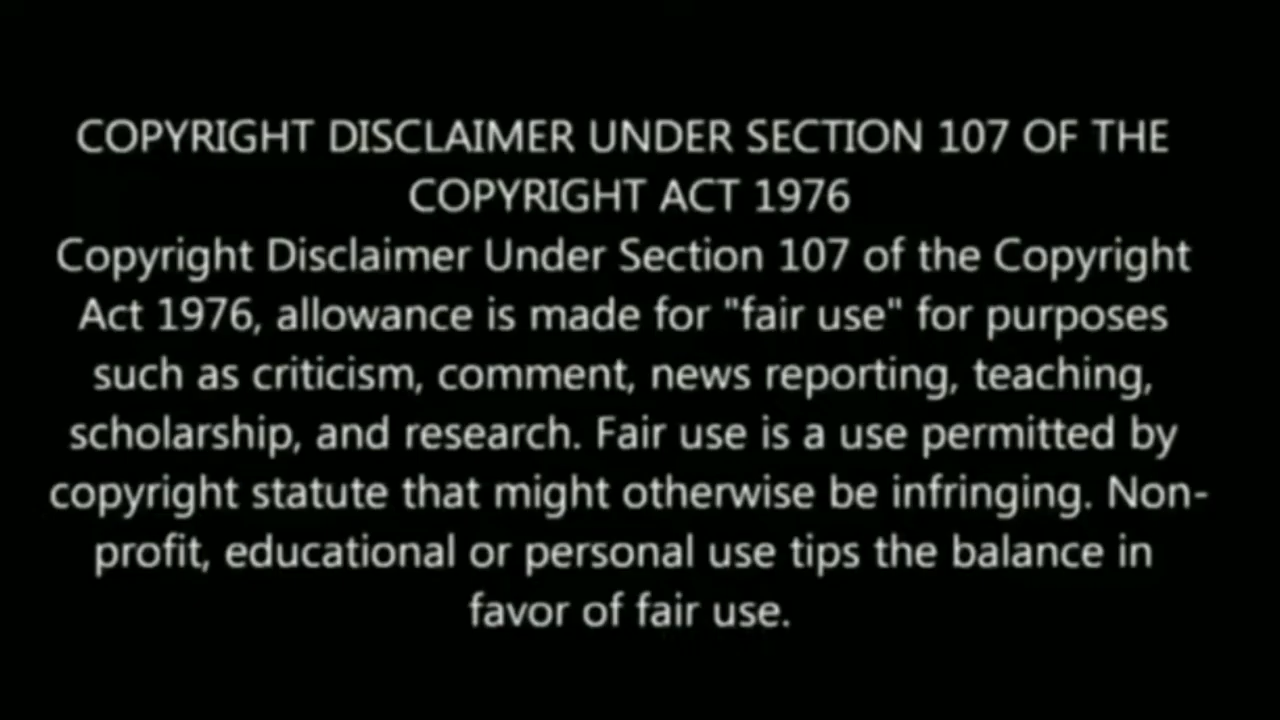 COPYRIGHT DISCLAIMER UNDER SECTION 107 OF THE
COPYRIGHT ACT 1976
Copyright Disclaimer Under Section 107 of the Copyright
Act 1976, allowance is made for "fair use" for purposes
such as criticism, comment, news reporting, teaching,
scholarship, and research. Fair use is a use permitted by
copyright statute that might otherwise be infringing. Non-
profit, educational or personal use tips the balance in
favor of fair use.